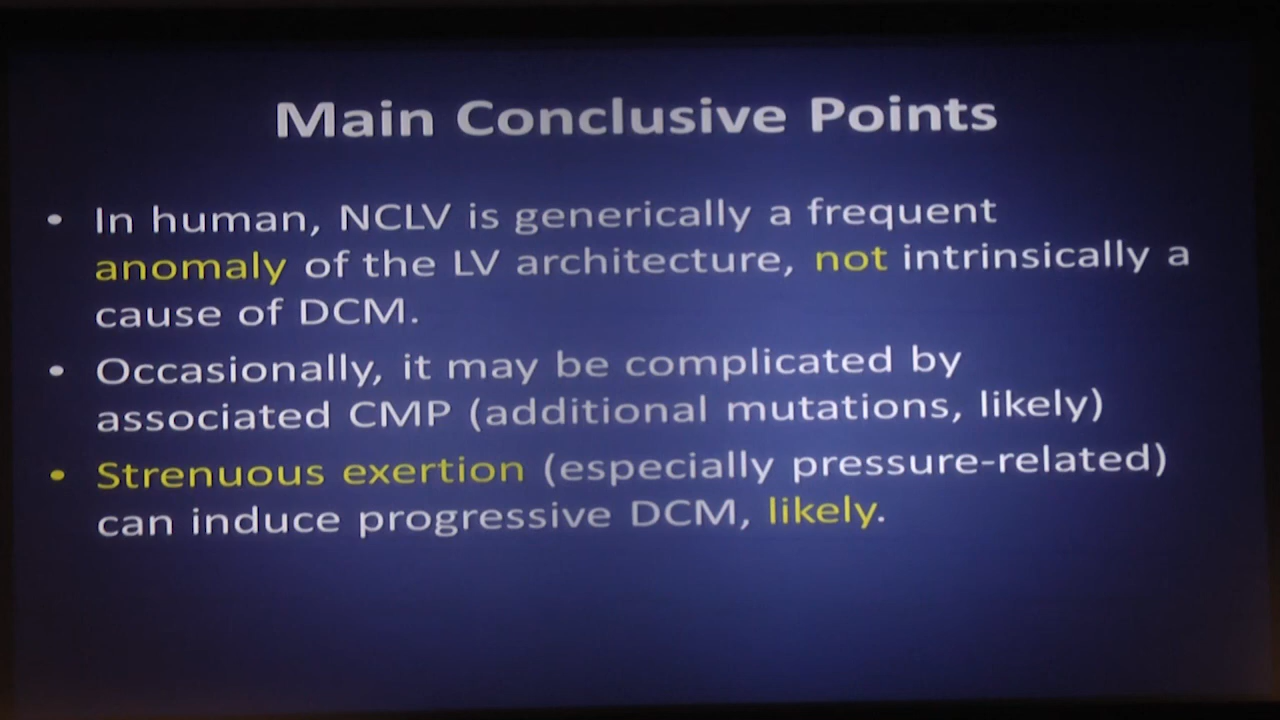 Main Conclusive Points
• In human, NCLV is generically a frequent
anomaly of the LV architecture, not intrinsically a
cause of DCM.
• Occasionally, it may be complicated by
associated CMP (additional mutations, likely)
• Strenuous exertion (especially pressure-related)
can induce progressive DCM, likely.